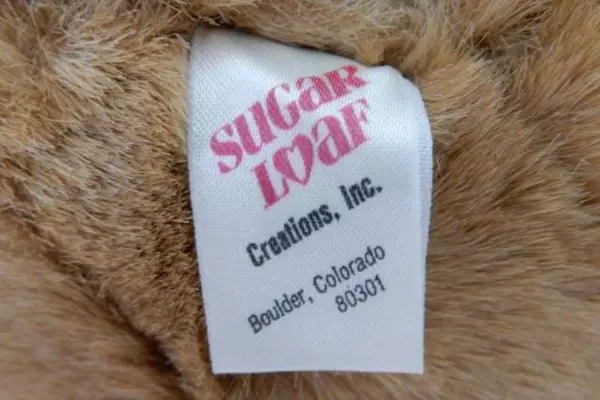 SUGAR
LOAF
Creations, Inc.
Boulder, Colorado
80301